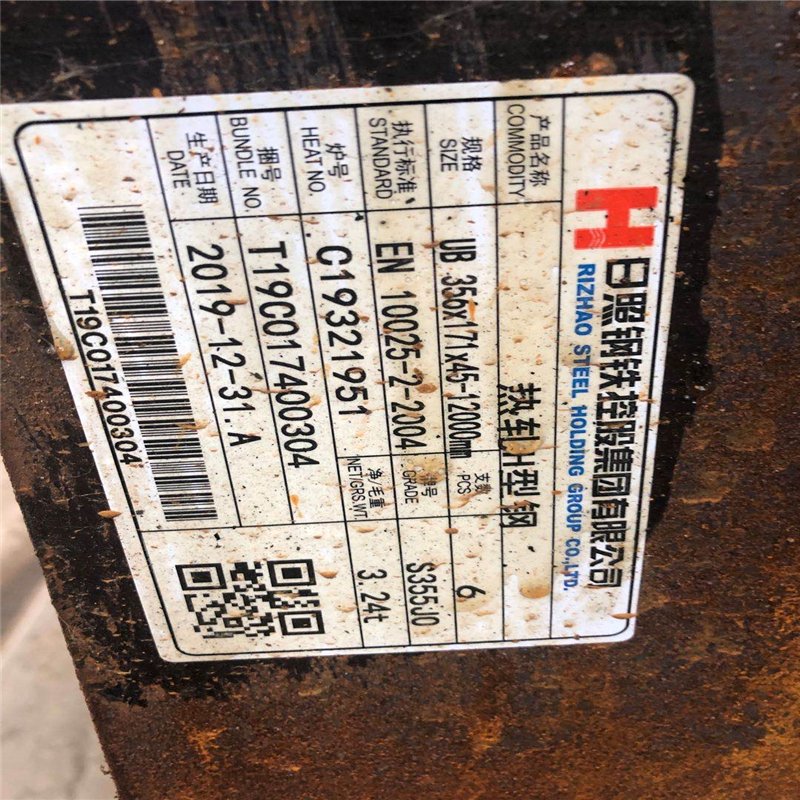 日照钢铁控股集团有限公司
RIZHAO STEEL HOLDING GROUP CO.,LTD.
产品名称 热轧H型钢
COMMODITY
规格 UB 356x171x45-12000mm 支数 6
SIZE PCS
执行标准 EN 10025-2-2004 牌号 S355J0
STANDARD GRADE
炉号 C19321951 净/毛重 3.24t
HEAT NO. NET/GRS.WT
捆号 T19C017400304
BUNDLE NO.
生产日期 2019-12-31.A
DATE
T19C017400304